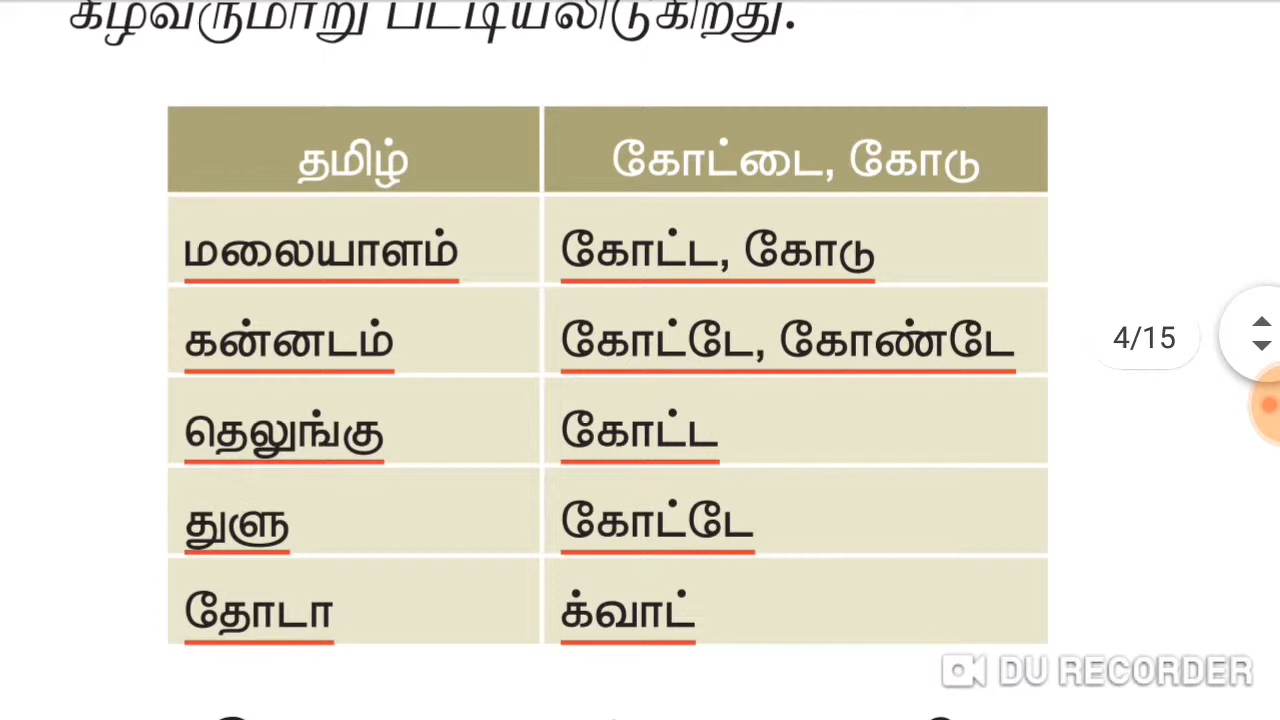 கீழ்வருமாறு பட்டியலிடுகிறது.
தமிழ் கோட்டை, கோடு
மலையாளம் கோட்ட, கோடு
கன்னடம் கோட்டே, கோண்டே
தெலுங்கு கோட்ட
துளு கோட்டே
தோடா க்வாட்
4/15
DU RECORDER